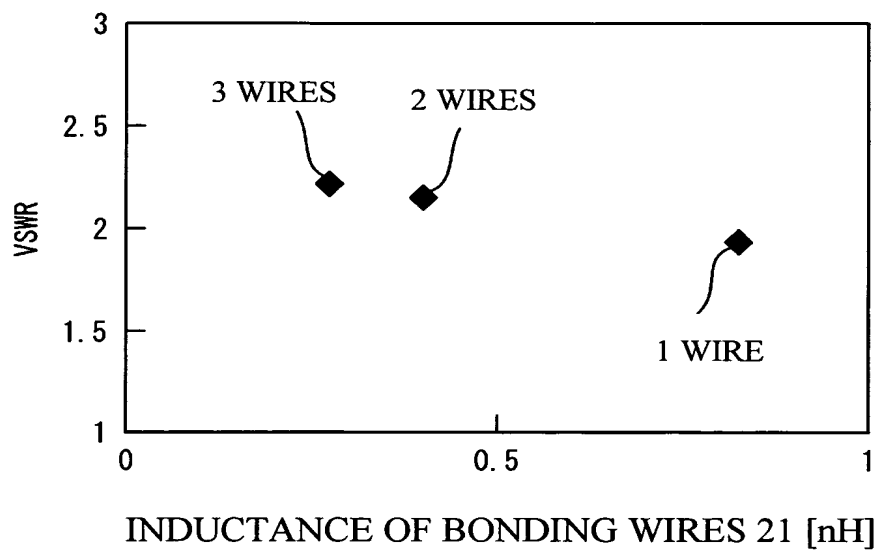 3
3 WIRES
2 WIRES
2.5
VSWR
2
1.5
1 WIRE
1
0
0.5
1
INDUCTANCE OF BONDING WIRES 21 [nH]